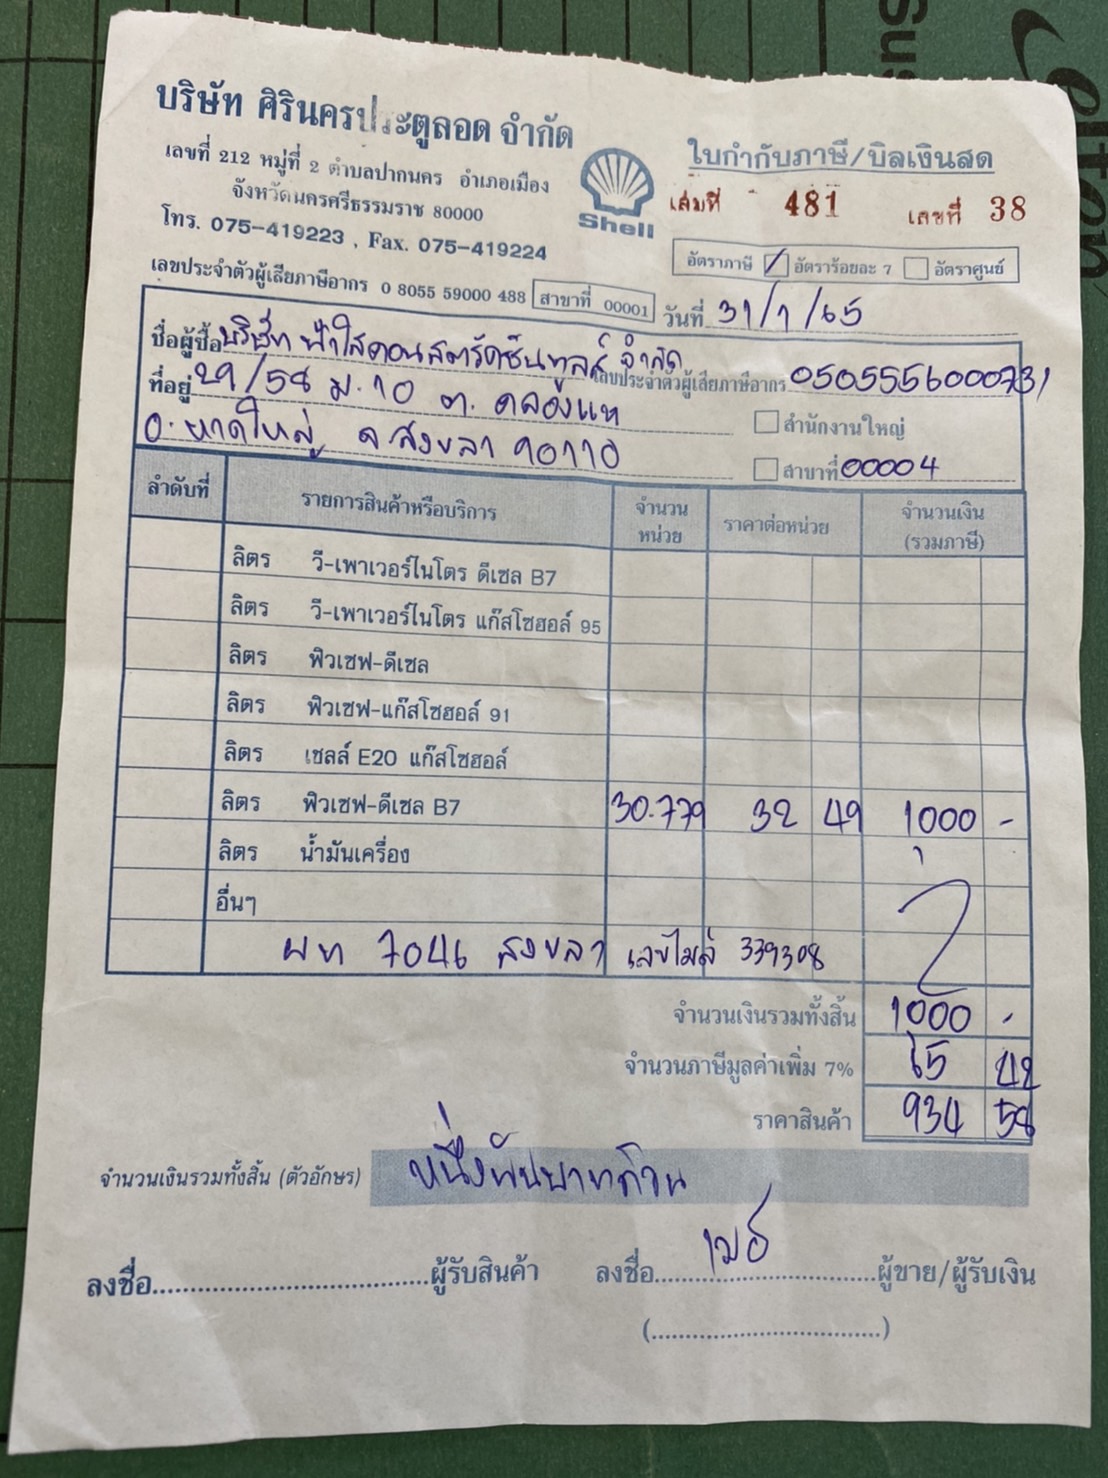 บริษัท ศิรินครประตูลอด จำกัด
เลขที่ 212 หมู่ที่ 2 ตำบลปากนคร อำเภอเมือง
จังหวัดนครศรีธรรมราช 80000
โทร. 075-419223 , Fax. 075-419224
เลขประจำตัวผู้เสียภาษีอากร 0 8055 59000 488 สาขาที่ 00001
Shell
ใบกำกับภาษี/บิลเงินสด
เล่มที่ 481 เลขที่ 38
อัตราภาษี / อัตราร้อยละ 7 อัตราศูนย์
วันที่ 31/1/65
ชื่อผู้ซื้อ บริษัท ฟ้าใสคอนสตรัคชั่นทูลส์ จำกัด เลขประจำตัวผู้เสียภาษีอากร 0505556000731
ที่อยู่ 29/58 ม.10 ต. คลองแห สำนักงานใหญ่
อ. หาดใหญ่ จ.สงขลา 90110 สาขาที่ 00004
ลำดับที่ รายการสินค้าหรือบริการ จำนวนหน่วย ราคาต่อหน่วย จำนวนเงิน (รวมภาษี)
ลิตร วี-เพาเวอร์ไนโตร ดีเซล B7
ลิตร วี-เพาเวอร์ไนโตร แก๊สโซฮอล์ 95
ลิตร ฟิวเซฟ-ดีเซล
ลิตร ฟิวเซฟ-แก๊สโซฮอล์ 91
ลิตร เชลล์ E20 แก๊สโซฮอล์
ลิตร ฟิวเซฟ-ดีเซล B7 30.779 32 49 1000 -
ลิตร น้ำมันเครื่อง
อื่นๆ
ผท 7046 สงขลา เลขไมล์ 339308
จำนวนเงินรวมทั้งสิ้น 1000 -
จำนวนภาษีมูลค่าเพิ่ม 7% 65 42
ราคาสินค้า 934 58
จำนวนเงินรวมทั้งสิ้น (ตัวอักษร) หนึ่งพันบาทถ้วน
ลงชื่อ..............................ผู้รับสินค้า ลงชื่อ..............................ผู้ขาย/ผู้รับเงิน
(..............................)